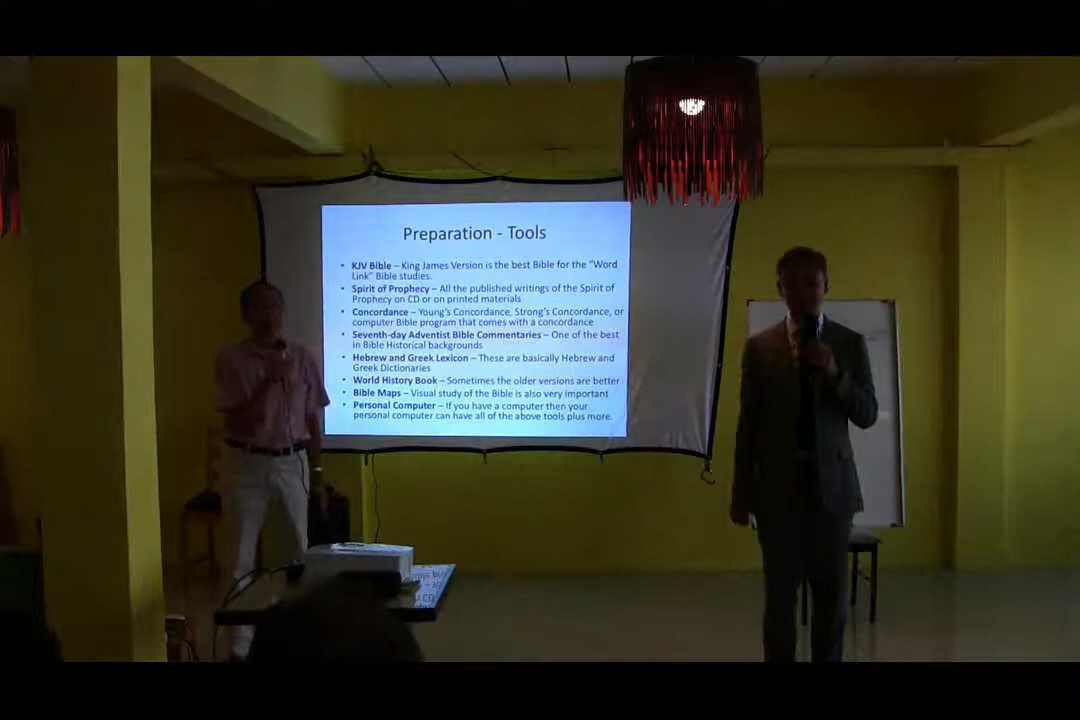 Preparation - Tools
• KJV Bible – King James Version is the best Bible for the "Word
Link" Bible studies.
• Spirit of Prophecy – All the published writings of the Spirit of
Prophecy on CD or on printed materials
• Concordance – Young's Concordance, Strong's Concordance, or
computer Bible program that comes with a concordance
• Seventh-day Adventist Bible Commentaries – One of the best
in Bible Historical backgrounds
• Hebrew and Greek Lexicon – These are basically Hebrew and
Greek Dictionaries
• World History Book – Sometimes the older versions are better
• Bible Maps – Visual study of the Bible is also very important
• Personal Computer – If you have a computer then your
personal computer can have all of the above tools plus more.